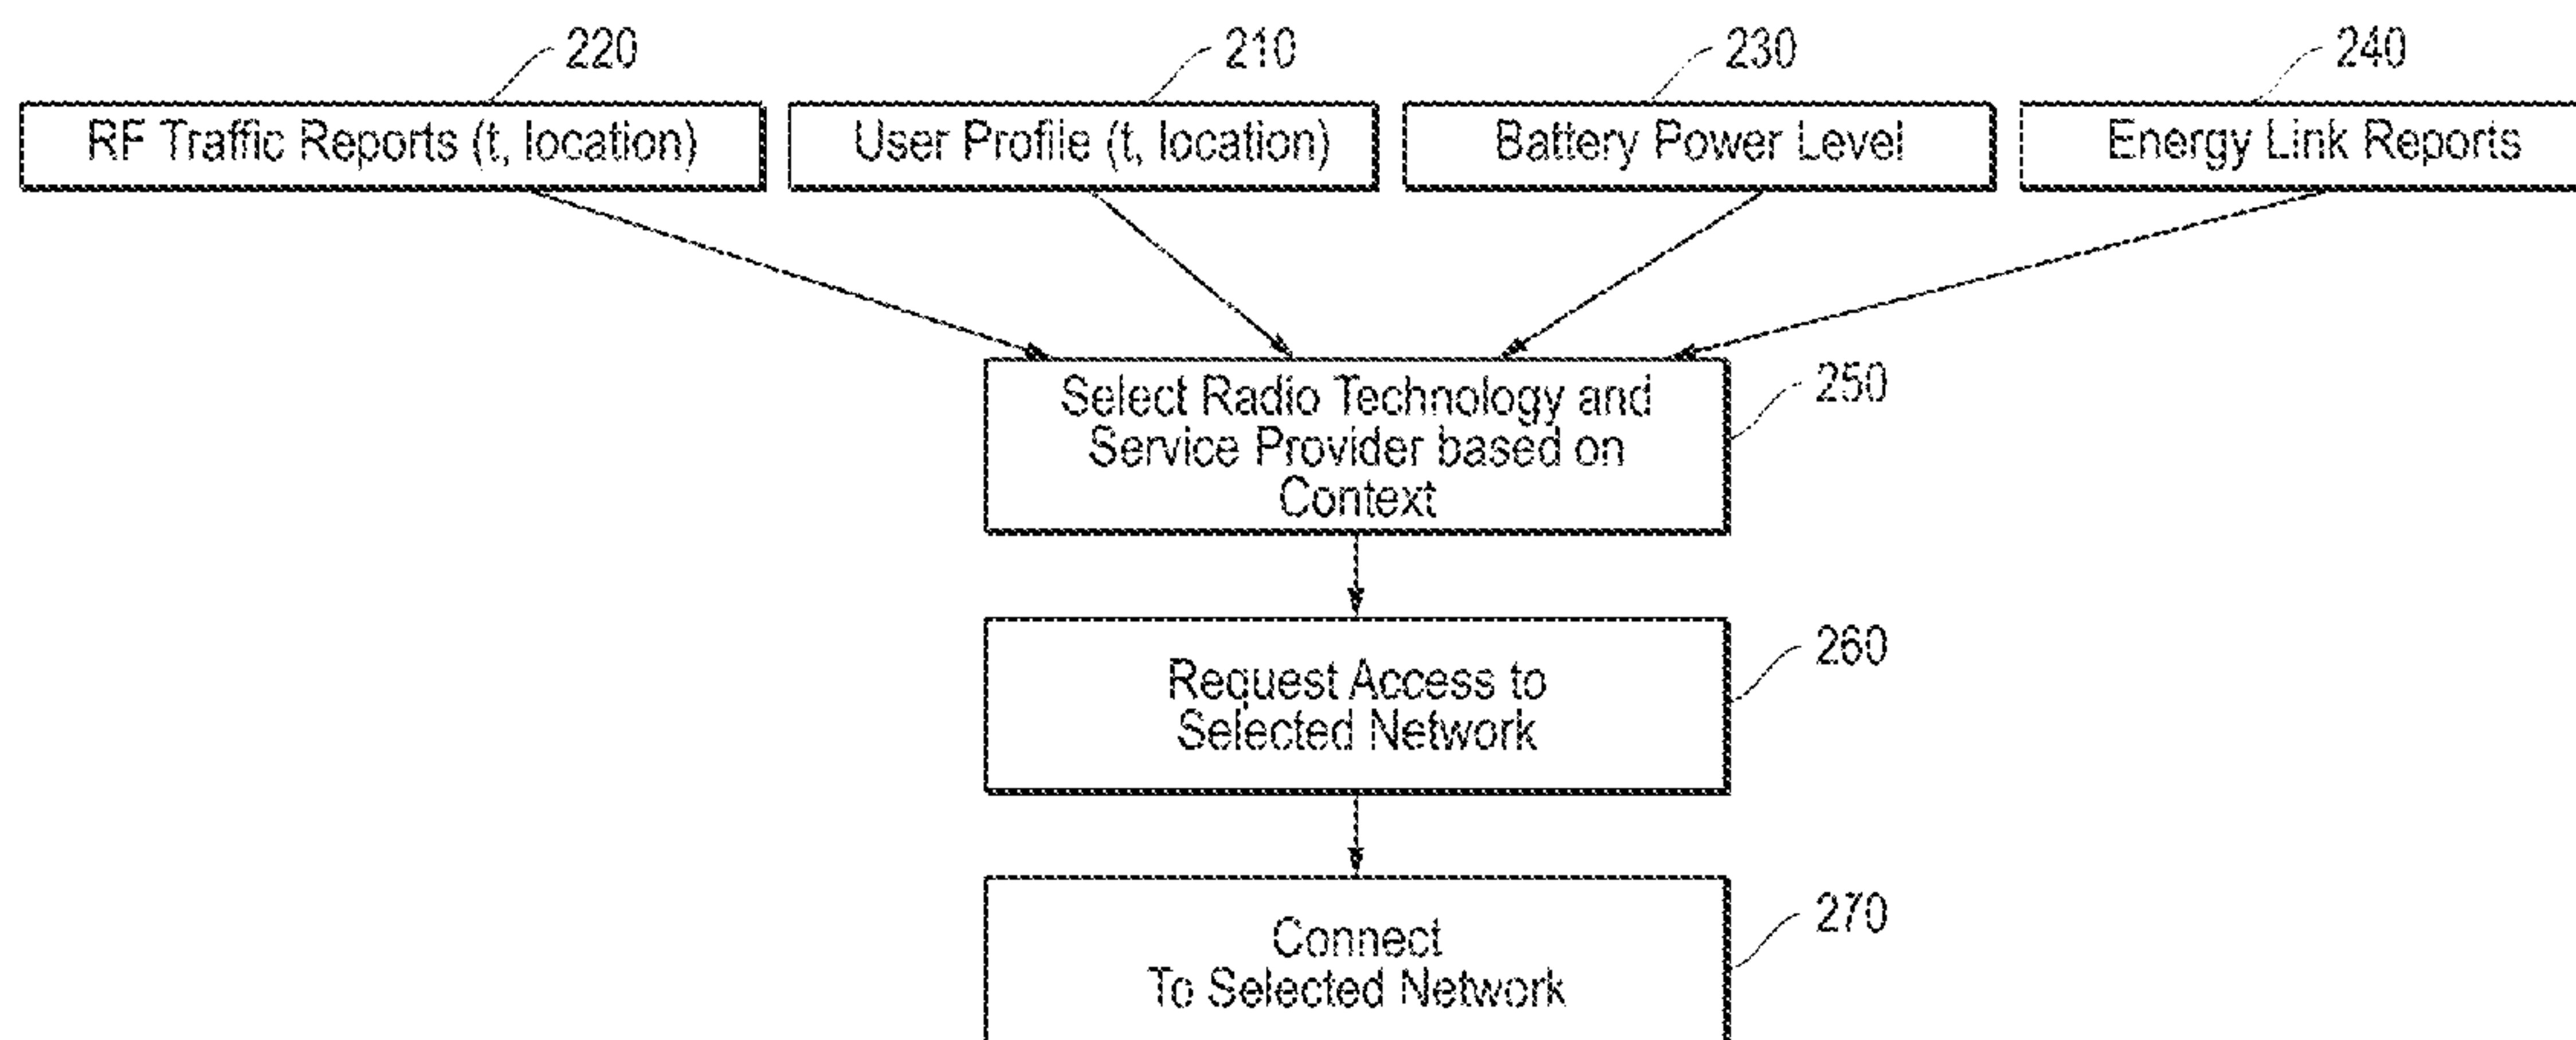 220
210
230
240
RF Traffic Reports (t, location)
User Profile (t, location)
Battery Power Level
Energy Link Reports
Select Radio Technology and
Service Provider based on
Context
250
Request Access to
Selected Network
260
Connect
To Selected Network
270